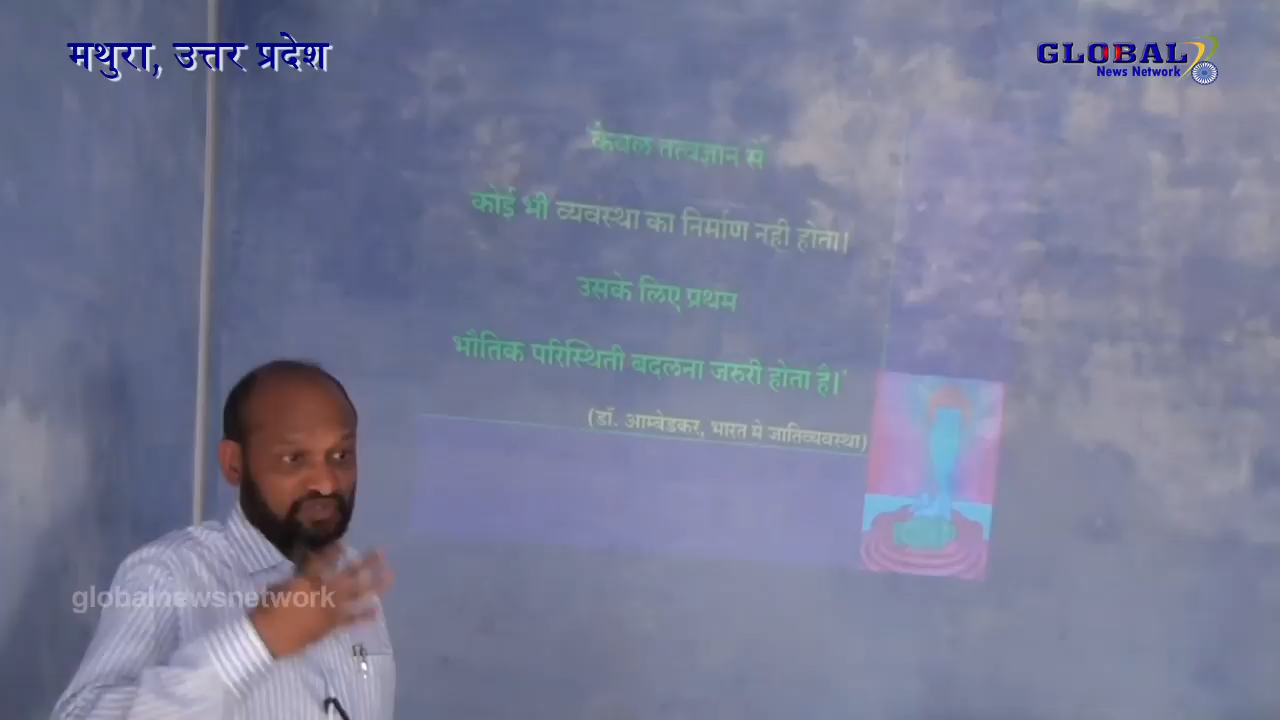 मथुरा, उत्तर प्रदेश
GLOBAL
News Network
केवल तत्वज्ञान से
कोई भी व्यवस्था का निर्माण नही होता।
उसके लिए प्रथम
भौतिक परिस्थिती बदलना जरुरी होता है।'
(डॉ. आम्बेडकर, भारत मे जातिव्यवस्था)
globalnewsnetwork